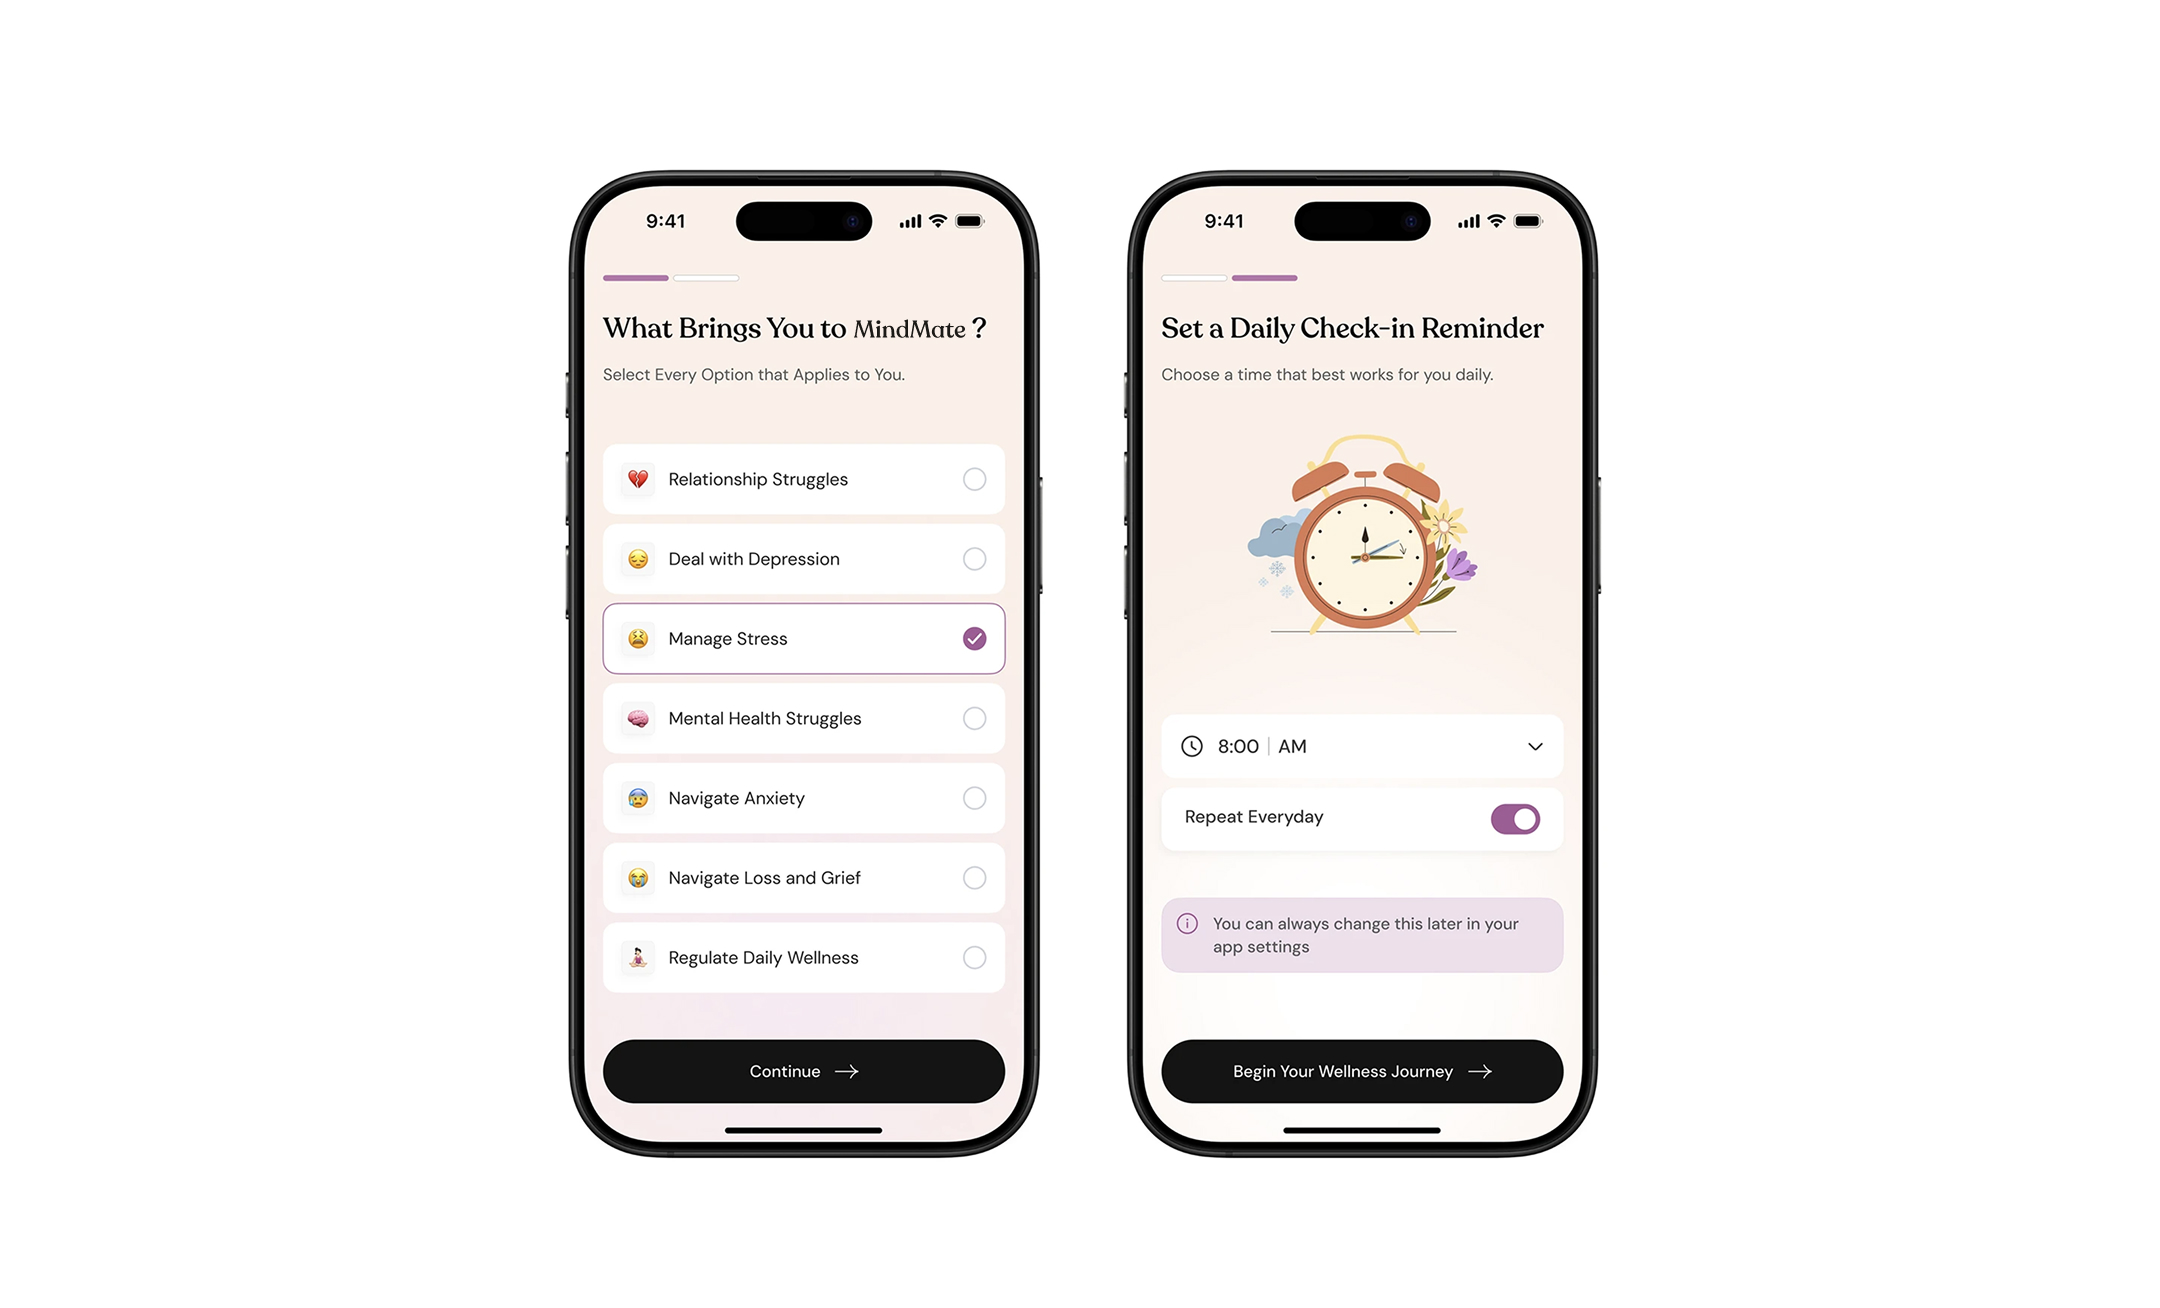 9:41
What Brings You to MindMate ?
Select Every Option that Applies to You.
Relationship Struggles
Deal with Depression
Manage Stress
Mental Health Struggles
Navigate Anxiety
Navigate Loss and Grief
Regulate Daily Wellness
Continue
9:41
Set a Daily Check-in Reminder
Choose a time that best works for you daily.
8:00 AM
Repeat Everyday
You can always change this later in your
app settings
Begin Your Wellness Journey